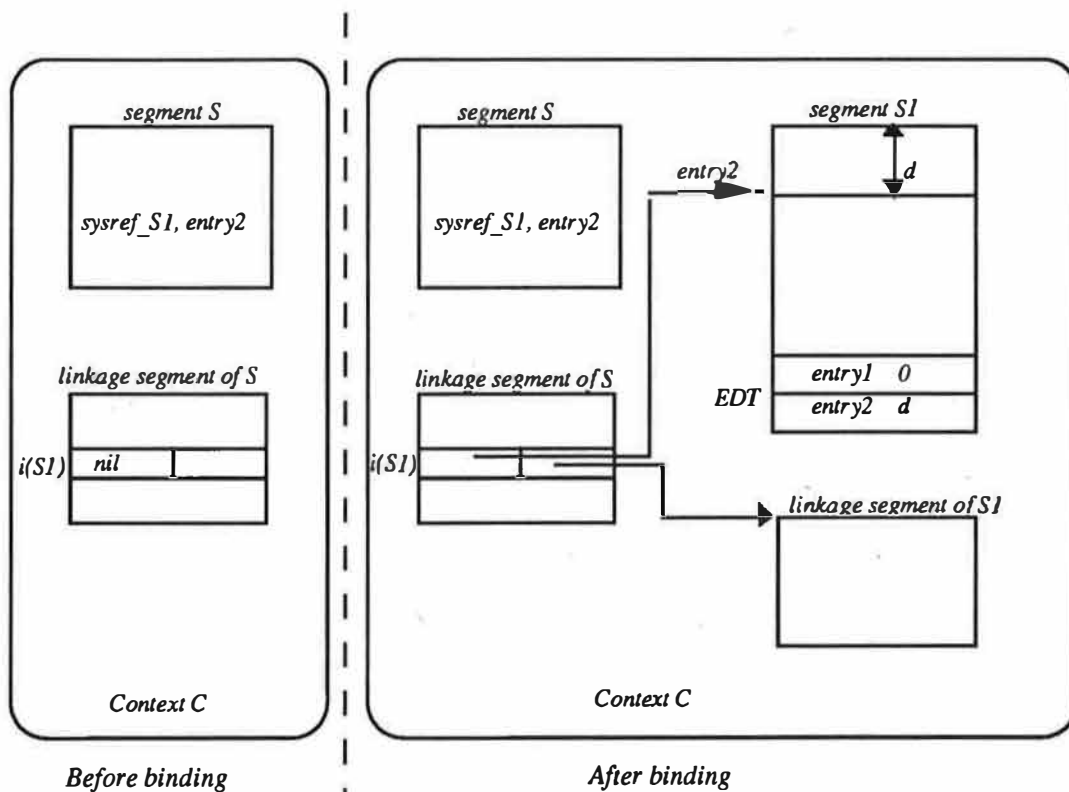 segment S
sysref_S1, entry2
linkage segment of S
i(S1)
nil
Context C
Before binding
segment S
segment S1
entry2
d
sysref_S1, entry2
linkage segment of S
i(S1)
EDT
entry1 0
entry2 d
linkage segment of S1
Context C
After binding